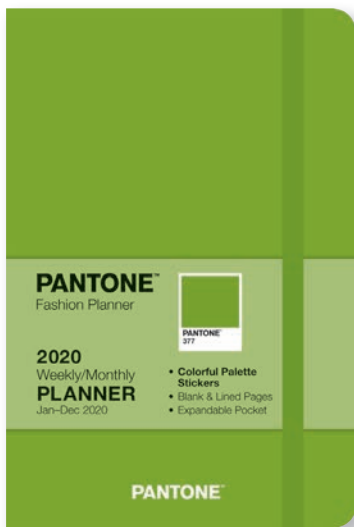 PANTONE™
Fashion Planner
2020
Weekly/Monthly
PLANNER
Jan–Dec 2020
PANTONE™
377
• Colorful Palette
Stickers
• Blank & Lined Pages
• Expandable Pocket
PANTONE™